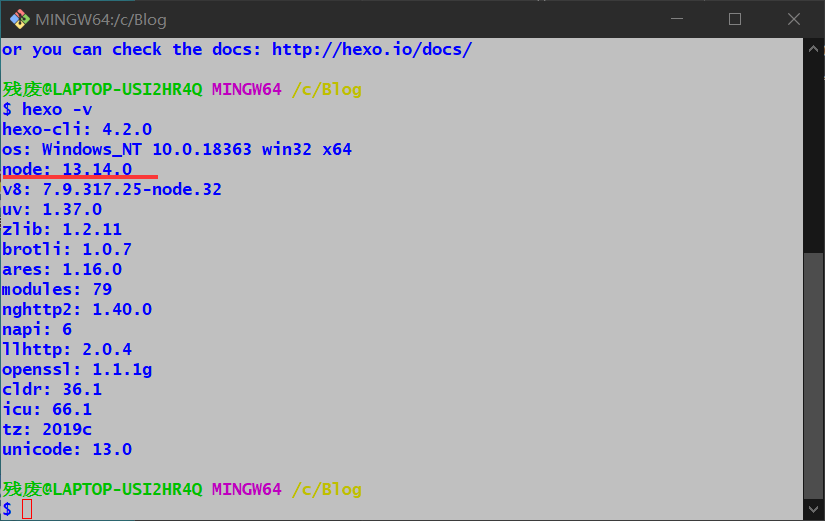 MINGW64:/c/Blog
or you can check the docs: http://hexo.io/docs/
残废@LAPTOP-USI2HR4Q MINGW64 /c/Blog
$ hexo -v
hexo-cli: 4.2.0
os: Windows_NT 10.0.18363 win32 x64
node: 13.14.0
v8: 7.9.317.25-node.32
uv: 1.37.0
zlib: 1.2.11
brotli: 1.0.7
ares: 1.16.0
modules: 79
nghttp2: 1.40.0
napi: 6
llhttp: 2.0.4
openssl: 1.1.1g
cldr: 36.1
icu: 66.1
tz: 2019c
unicode: 13.0
残废@LAPTOP-USI2HR4Q MINGW64 /c/Blog
$